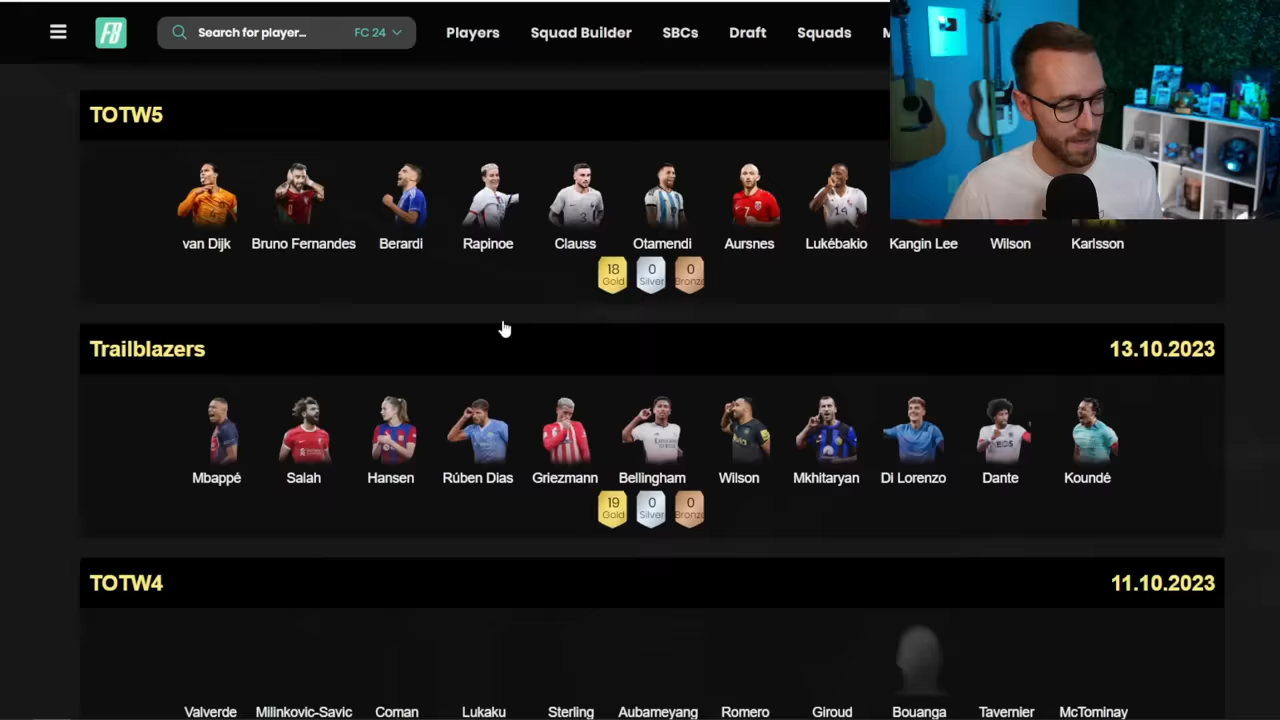 FB
Search for player...
FC 24
Players
Squad Builder
SBCs
Draft
Squads
TOTW5
van Dijk
Bruno Fernandes
Berardi
Rapinoe
Clauss
Otamendi
Aursnes
Lukébakio
Kangin Lee
Wilson
Karlsson
18 Gold
0 Silver
0 Bronze
Trailblazers
13.10.2023
Mbappé
Salah
Hansen
Rúben Dias
Griezmann
Bellingham
Wilson
Mkhitaryan
Di Lorenzo
Dante
Koundé
19 Gold
0 Silver
0 Bronze
TOTW4
11.10.2023
Valverde
Milinkovic-Savic
Coman
Lukaku
Sterling
Aubameyang
Romero
Giroud
Bouanga
Tavernier
McTominay